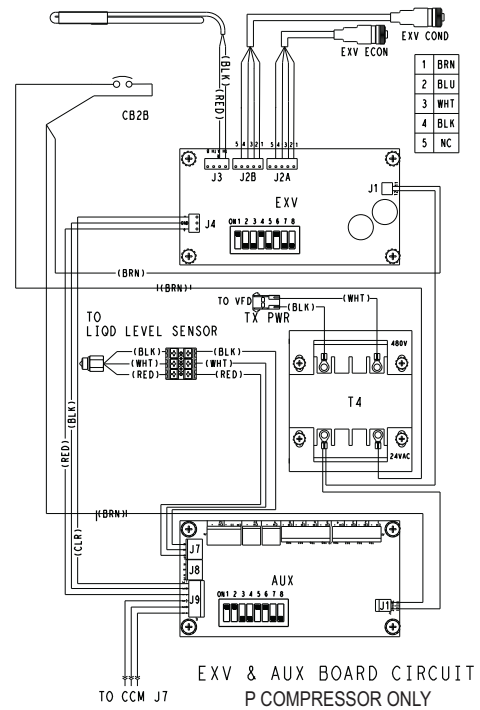 EXV COND
EXV ECON
1 BRN
2 BLU
3 WHT
4 BLK
5 NC
(BLK)
(RED)
CB2B
5 4 3 2 1
5 4 3 2 1
J3
J2B
J2A
J1
EXV
J4
ON 1 2 3 4 5 6 7 8
(BRN)
(BRN)
TO VFD
(WHT)
(BLK)
TX PWR
TO
LIQD LEVEL SENSOR
(BLK)
(BLK)
(WHT)
(WHT)
(RED)
(RED)
480V
T4
24VAC
(RED)
(BLK)
(CLR)
(BRN)
J7
J8
J9
AUX
ON 1 2 3 4 5 6 7 8
J1
TO CCM J7
EXV & AUX BOARD CIRCUIT
P COMPRESSOR ONLY